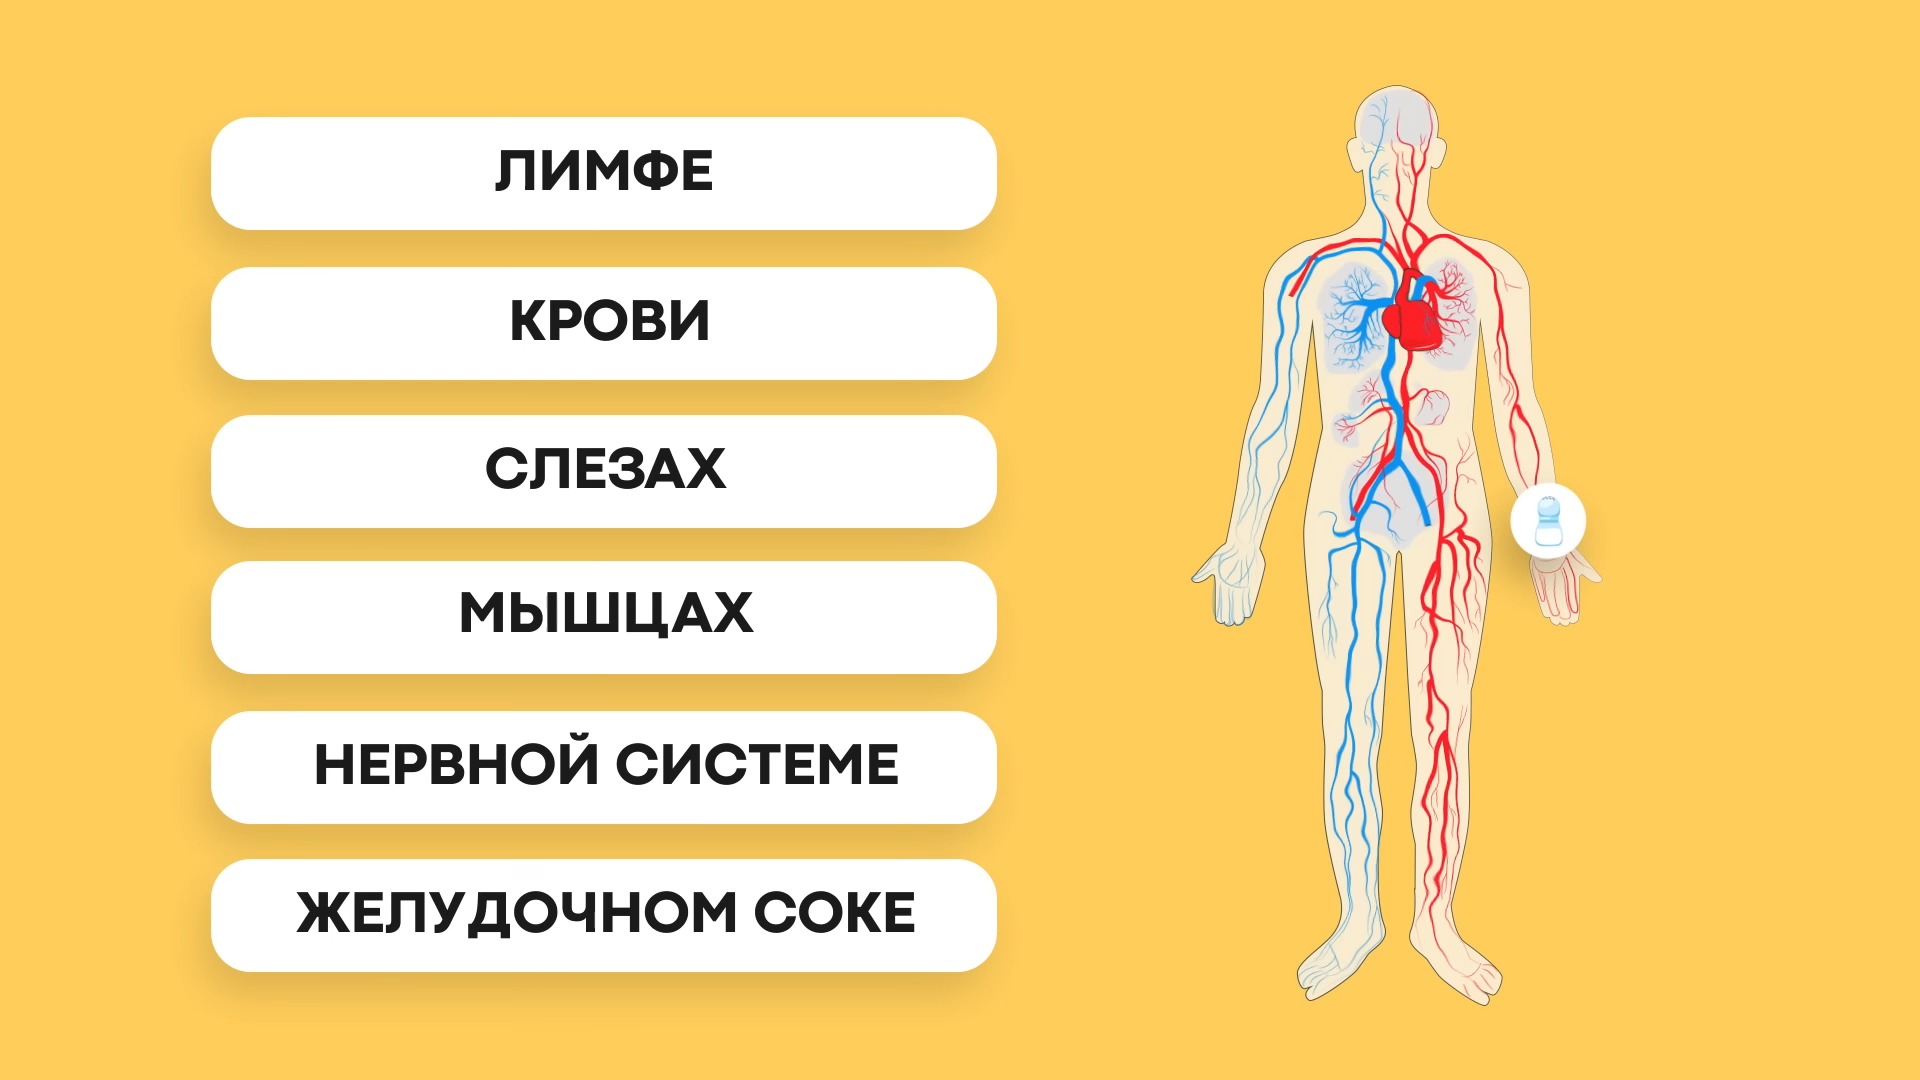 ЛИМФЕ
КРОВИ
СЛЕЗАХ
МЫШЦАХ
НЕРВНОЙ СИСТЕМЕ
ЖЕЛУДОЧНОМ СОКЕ